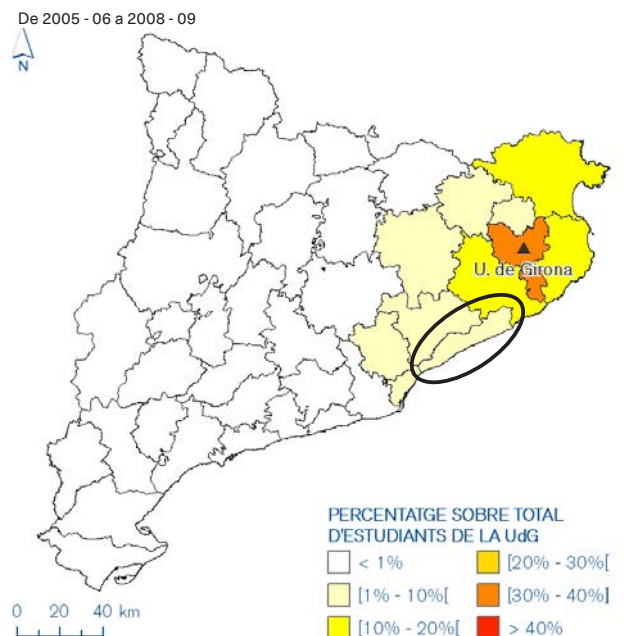 De 2005 - 06 a 2008 - 09
N
U. de Girona
PERCENTATGE SOBRE TOTAL
D'ESTUDIANTS DE LA UdG
< 1%
[20% - 30%[
[1% - 10%[
[30% - 40%]
[10% - 20%[
> 40%
0 20 40 km